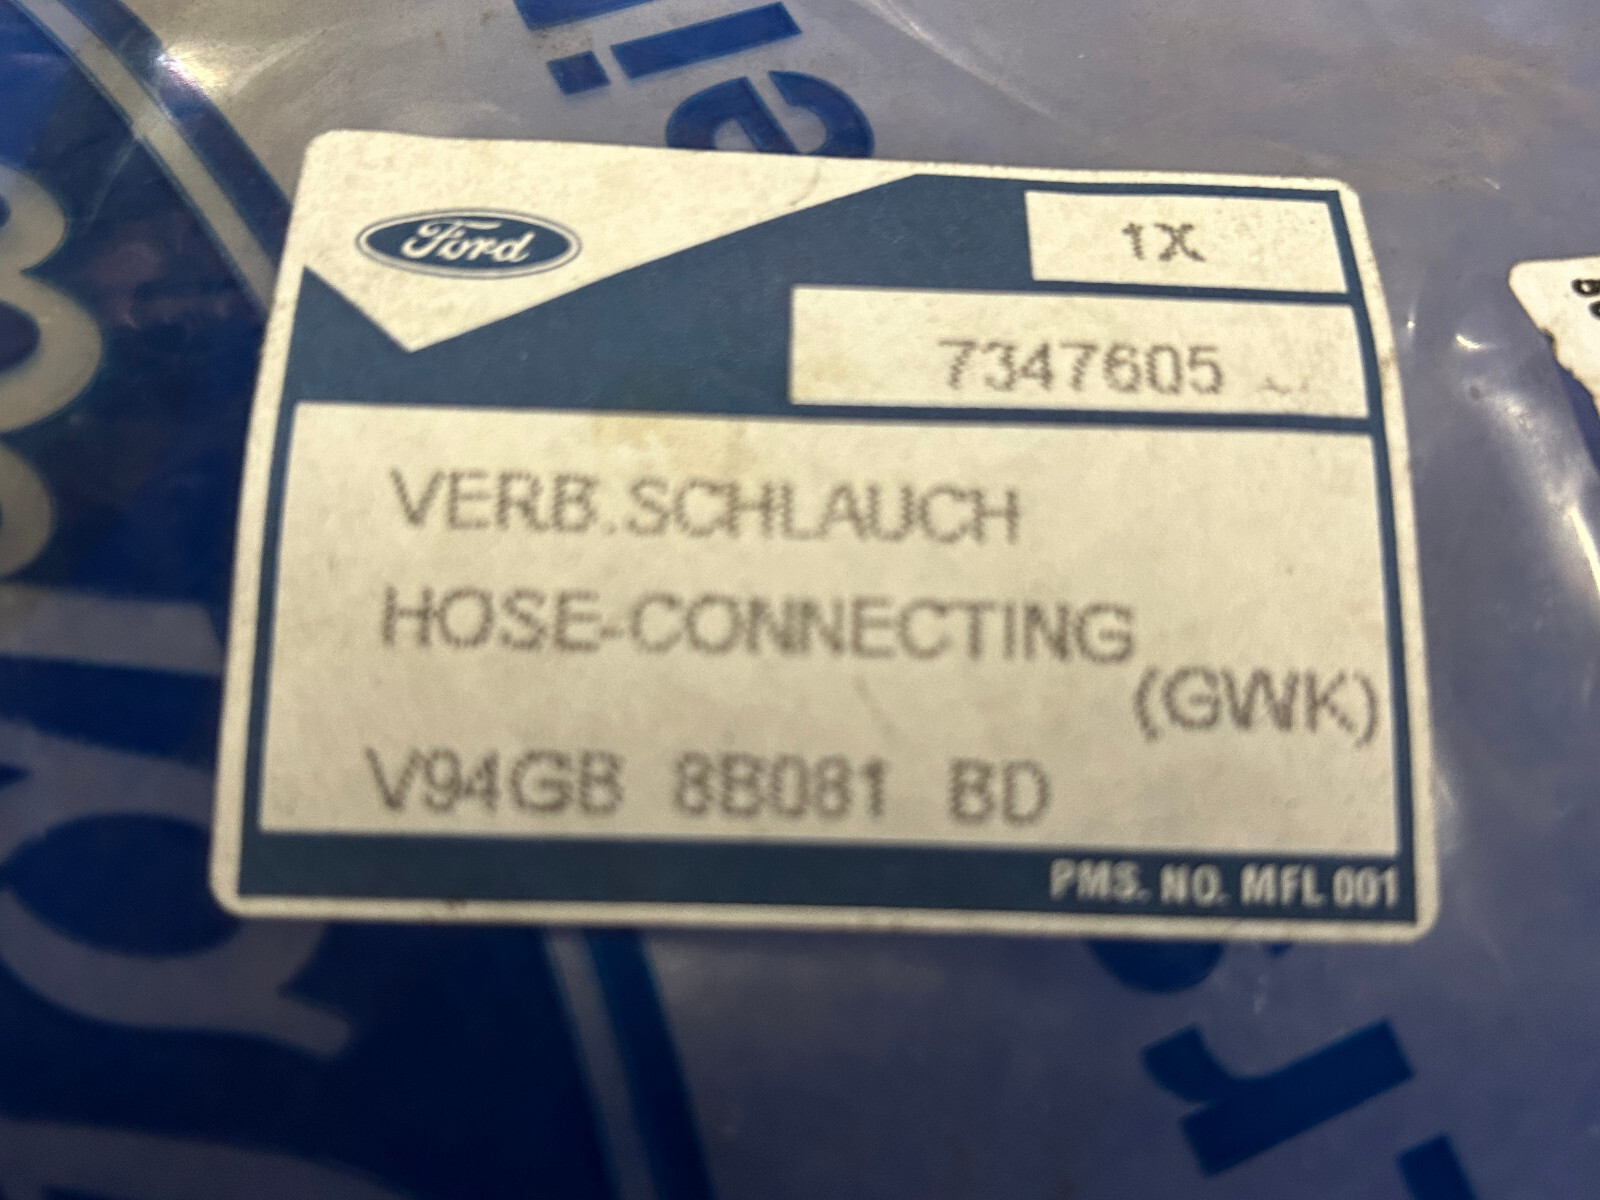 Ford
1X
7347605
VERB.SCHLAUCH
HOSE-CONNECTING
(GWK)
V94GB 8B081 BD
PMS. NO. MFL 001